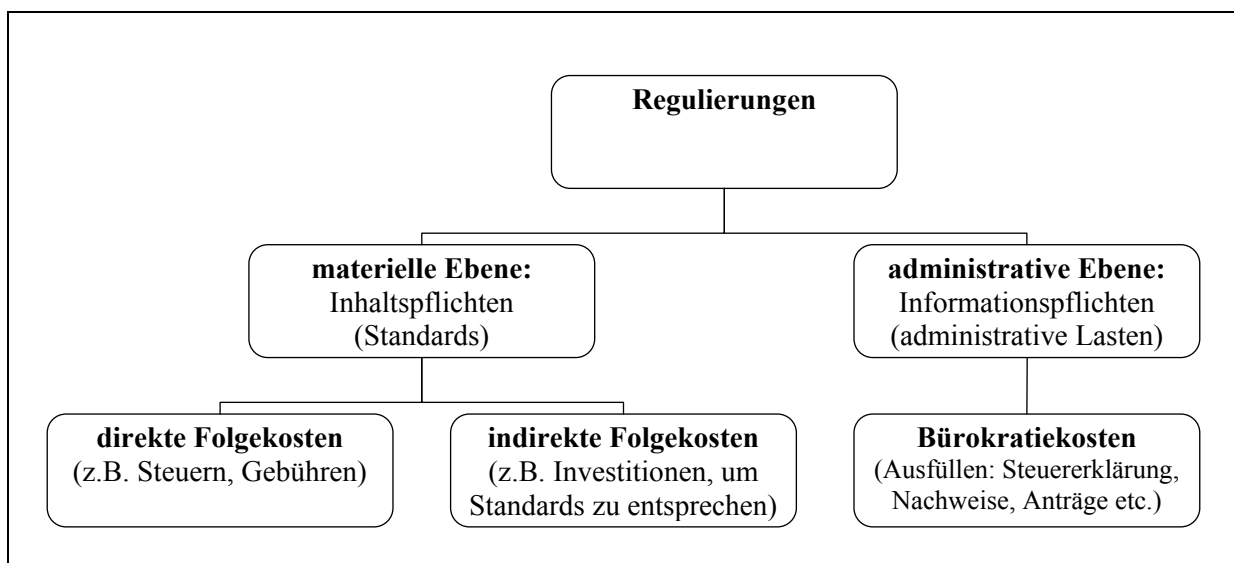 Regulierungen
materielle Ebene:
Inhaltspflichten
(Standards)
administrative Ebene:
Informationspflichten
(administrative Lasten)
direkte Folgekosten
(z.B. Steuern, Gebühren)
indirekte Folgekosten
(z.B. Investitionen, um
Standards zu entsprechen)
Bürokratiekosten
(Ausfüllen: Steuererklärung,
Nachweise, Anträge etc.)